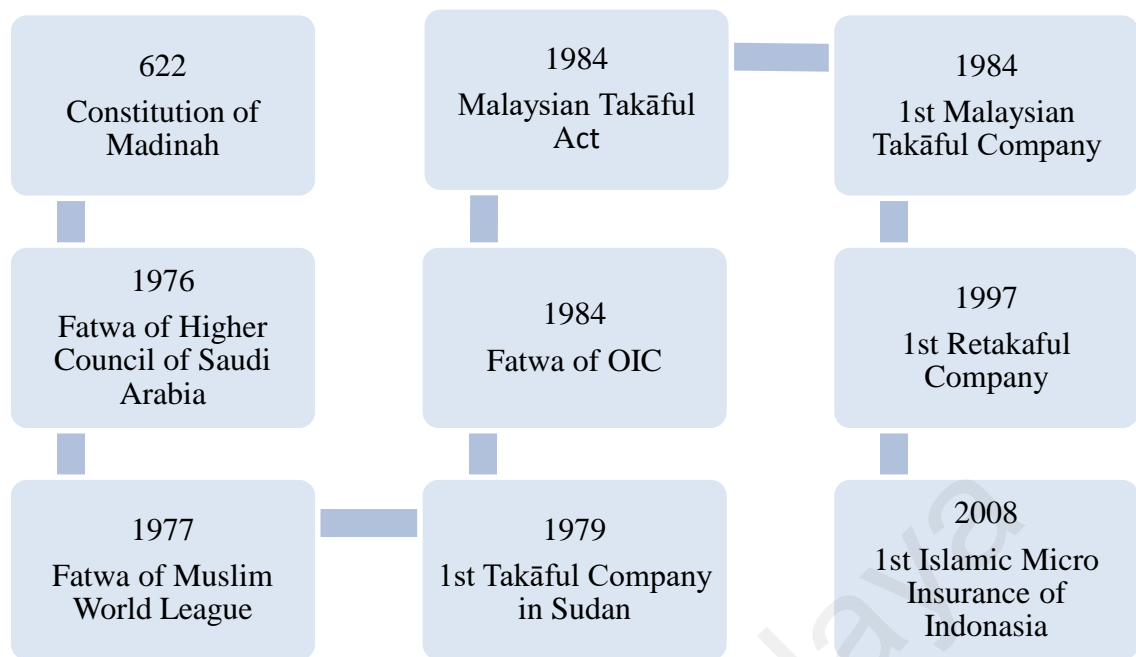 622
Constitution of
Madinah
1976
Fatwa of Higher
Council of Saudi
Arabia
1977
Fatwa of Muslim
World League
1979
1st Takāful Company
in Sudan
1984
Fatwa of OIC
1984
Malaysian Takāful
Act
1984
1st Malaysian
Takāful Company
1997
1st Retakaful
Company
2008
1st Islamic Micro
Insurance of
Indonasia
laya